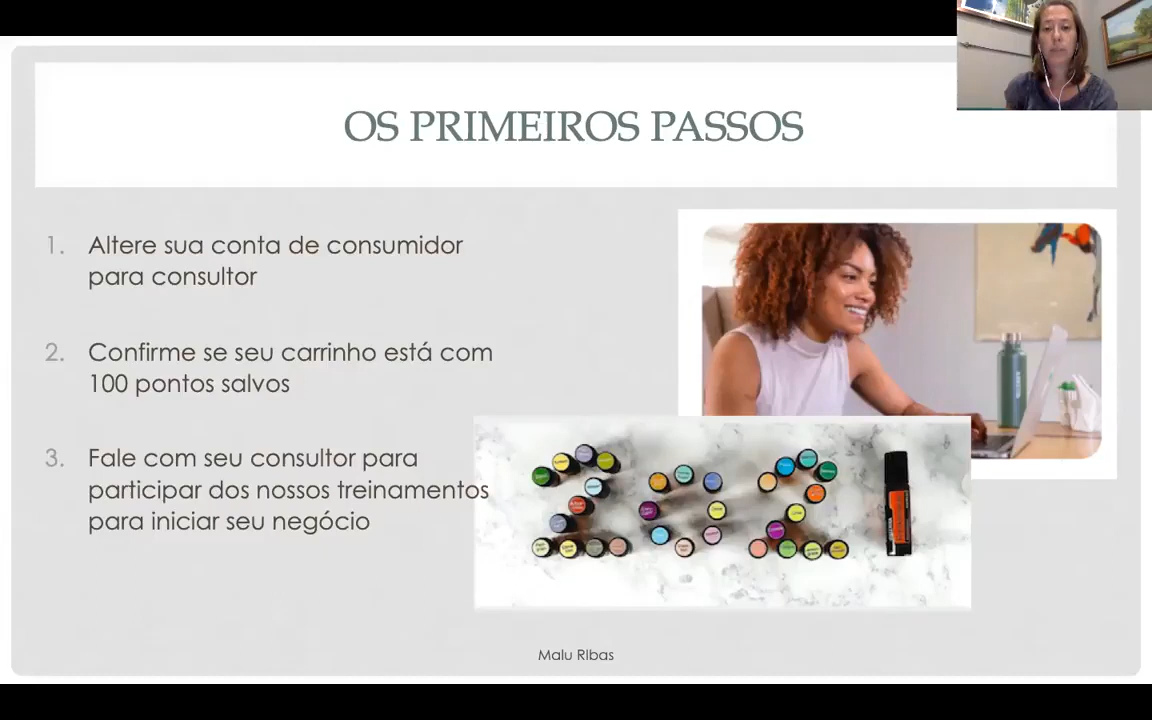 OS PRIMEIROS PASSOS
1. Altere sua conta de consumidor
para consultor
2. Confirme se seu carrinho está com
100 pontos salvos
3. Fale com seu consultor para
participar dos nossos treinamentos
para iniciar seu negócio
Malu RIbas